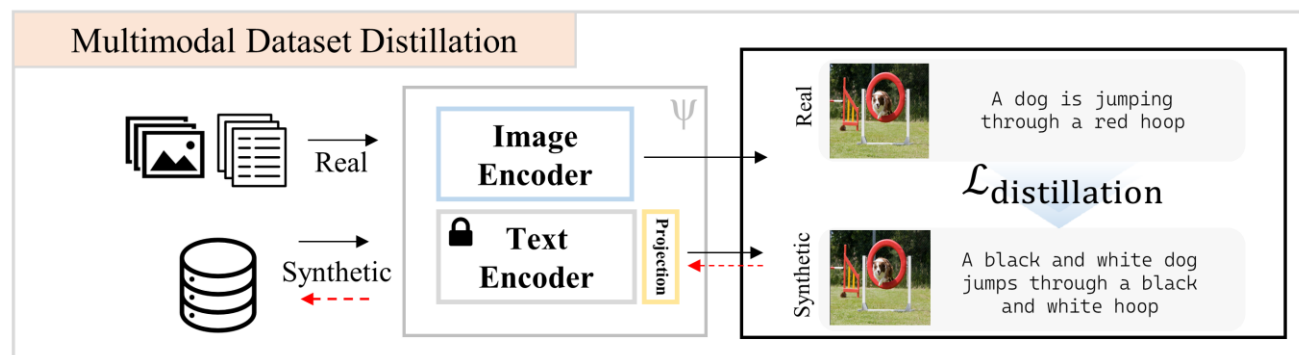 Multimodal Dataset Distillation
Real
Synthetic
ψ
Image
Encoder
Text
Encoder
Projection
Real
A dog is jumping
through a red hoop
ℒdistillation
Synthetic
A black and white dog
jumps through a black
and white hoop